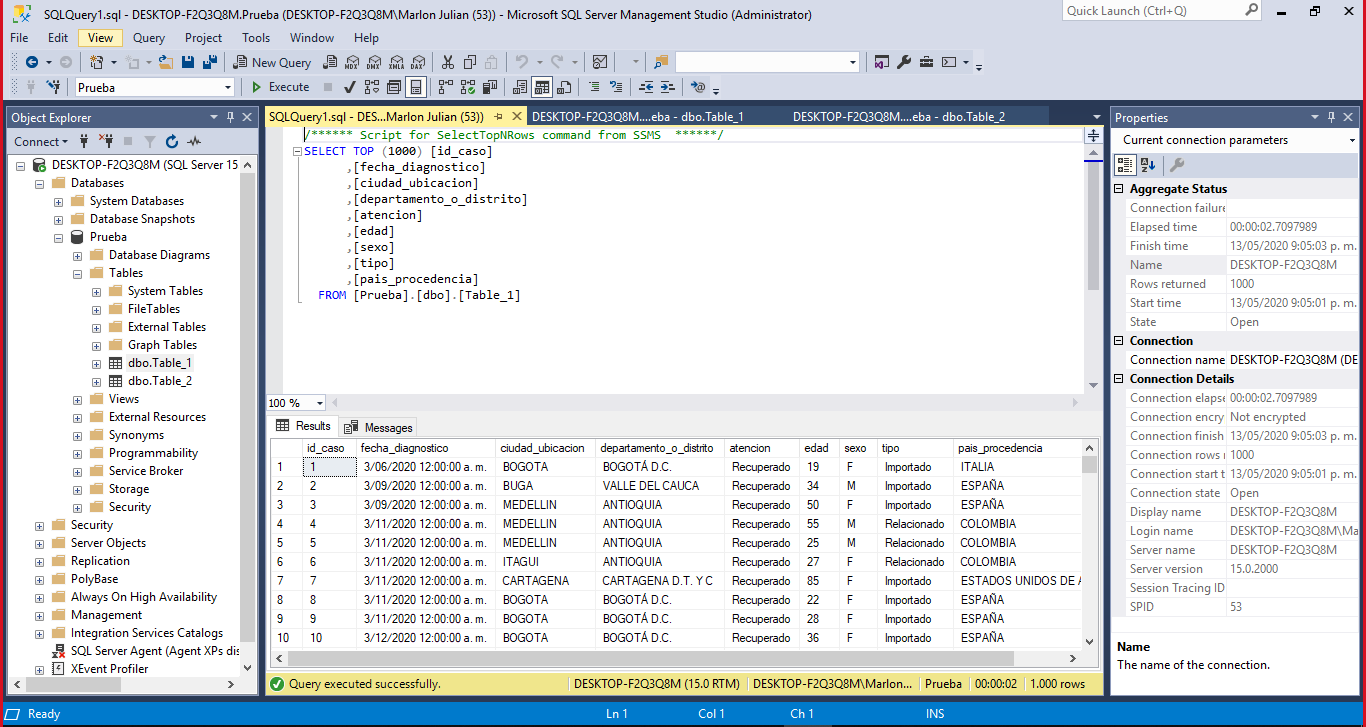 SQLQuery1.sql - DESKTOP-F2Q3Q8M.Prueba (DESKTOP-F2Q3Q8M\Marlon Julian (53)) - Microsoft SQL Server Management Studio (Administrator)
Quick Launch (Ctrl+Q)
File Edit View Query Project Tools Window Help
New Query MDX DMX XMLA DAX
Prueba Execute
Object Explorer
Connect
DESKTOP-F2Q3Q8M (SQL Server 15
Databases
System Databases
Database Snapshots
Prueba
Database Diagrams
Tables
System Tables
FileTables
External Tables
Graph Tables
dbo.Table_1
dbo.Table_2
Views
External Resources
Synonyms
Programmability
Service Broker
Storage
Security
Security
Server Objects
Replication
PolyBase
Always On High Availability
Management
Integration Services Catalogs
SQL Server Agent (Agent XPs dis
XEvent Profiler
SQLQuery1.sql - DES...Marlon Julian (53)) DESKTOP-F2Q3Q8M....eba - dbo.Table_1 DESKTOP-F2Q3Q8M....eba - dbo.Table_2
/****** Script for SelectTopNRows command from SSMS ******/
SELECT TOP (1000) [id_caso]
,[fecha_diagnostico]
,[ciudad_ubicacion]
,[departamento_o_distrito]
,[atencion]
,[edad]
,[sexo]
,[tipo]
,[pais_procedencia]
FROM [Prueba].[dbo].[Table_1]
100 %
Results Messages
id_caso fecha_diagnostico ciudad_ubicacion departamento_o_distrito atencion edad sexo tipo pais_procedencia
1 1 3/06/2020 12:00:00 a. m. BOGOTA BOGOTÁ D.C. Recuperado 19 F Importado ITALIA
2 2 3/09/2020 12:00:00 a. m. BUGA VALLE DEL CAUCA Recuperado 34 M Importado ESPAÑA
3 3 3/09/2020 12:00:00 a. m. MEDELLIN ANTIOQUIA Recuperado 50 F Importado ESPAÑA
4 4 3/11/2020 12:00:00 a. m. MEDELLIN ANTIOQUIA Recuperado 55 M Relacionado COLOMBIA
5 5 3/11/2020 12:00:00 a. m. MEDELLIN ANTIOQUIA Recuperado 25 M Relacionado COLOMBIA
6 6 3/11/2020 12:00:00 a. m. ITAGUI ANTIOQUIA Recuperado 27 F Relacionado COLOMBIA
7 7 3/11/2020 12:00:00 a. m. CARTAGENA CARTAGENA D.T. Y C Recuperado 85 F Importado ESTADOS UNIDOS DE A
8 8 3/11/2020 12:00:00 a. m. BOGOTA BOGOTÁ D.C. Recuperado 22 F Importado ESPAÑA
9 9 3/11/2020 12:00:00 a. m. BOGOTA BOGOTÁ D.C. Recuperado 28 F Importado ESPAÑA
10 10 3/12/2020 12:00:00 a. m. BOGOTA BOGOTÁ D.C. Recuperado 36 F Importado ESPAÑA
Query executed successfully. DESKTOP-F2Q3Q8M (15.0 RTM) DESKTOP-F2Q3Q8M\Marlon... Prueba 00:00:02 1.000 rows
Properties
Current connection parameters
Aggregate Status
Connection failure
Elapsed time 00:00:02.7097989
Finish time 13/05/2020 9:05:03 p. m.
Name DESKTOP-F2Q3Q8M
Rows returned 1000
Start time 13/05/2020 9:05:01 p. m.
State Open
Connection
Connection name DESKTOP-F2Q3Q8M (DE
Connection Details
Connection elapse 00:00:02.7097989
Connection encry Not encrypted
Connection finish 13/05/2020 9:05:03 p. m.
Connection rows r 1000
Connection start t 13/05/2020 9:05:01 p. m.
Connection state Open
Display name DESKTOP-F2Q3Q8M
Login name DESKTOP-F2Q3Q8M\Ma
Server name DESKTOP-F2Q3Q8M
Server version 15.0.2000
Session Tracing ID
SPID 53
Name
The name of the connection.
Ready Ln 1 Col 1 Ch 1 INS